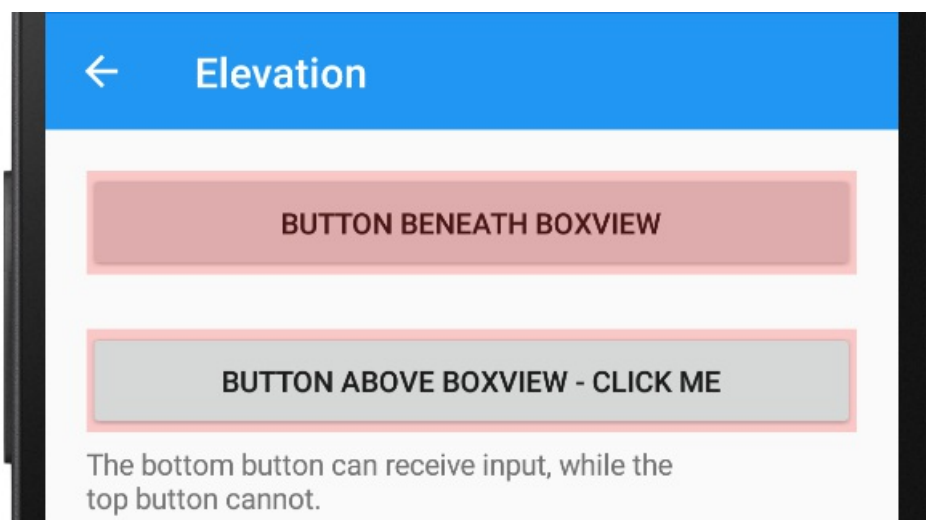 Elevation
BUTTON BENEATH BOXVIEW
BUTTON ABOVE BOXVIEW - CLICK ME
The bottom button can receive input, while the
top button cannot.